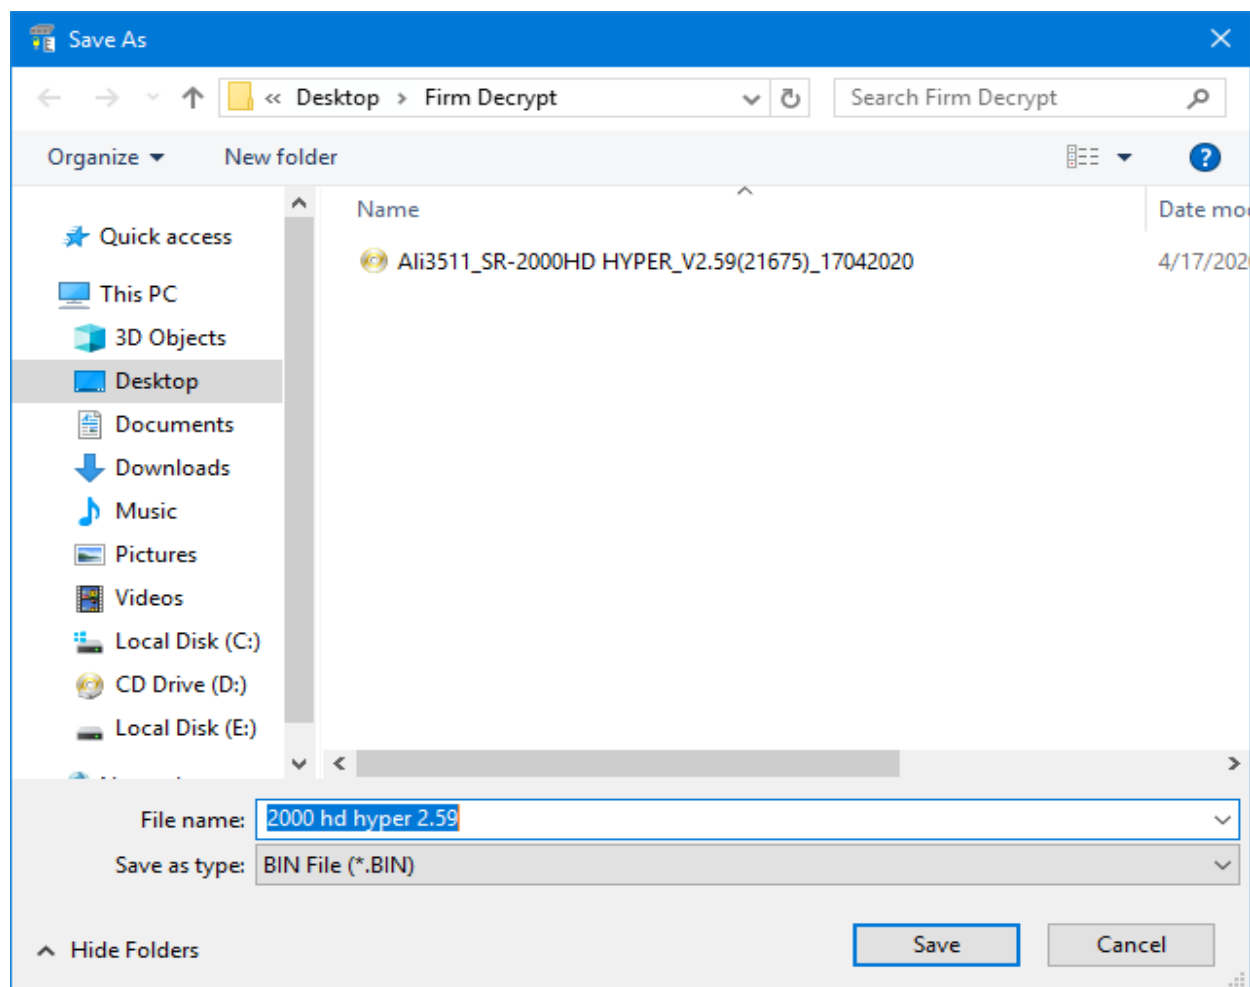 Save As
« Desktop > Firm Decrypt
Search Firm Decrypt
Organize
New folder
?
Name
Date mo
Quick access
Ali3511_SR-2000HD HYPER_V2.59(21675)_17042020
4/17/202
This PC
3D Objects
Desktop
Documents
Downloads
Music
Pictures
Videos
Local Disk (C:)
CD Drive (D:)
Local Disk (E:)
File name: 2000 hd hyper 2.59
Save as type: BIN File (*.BIN)
Hide Folders
Save
Cancel